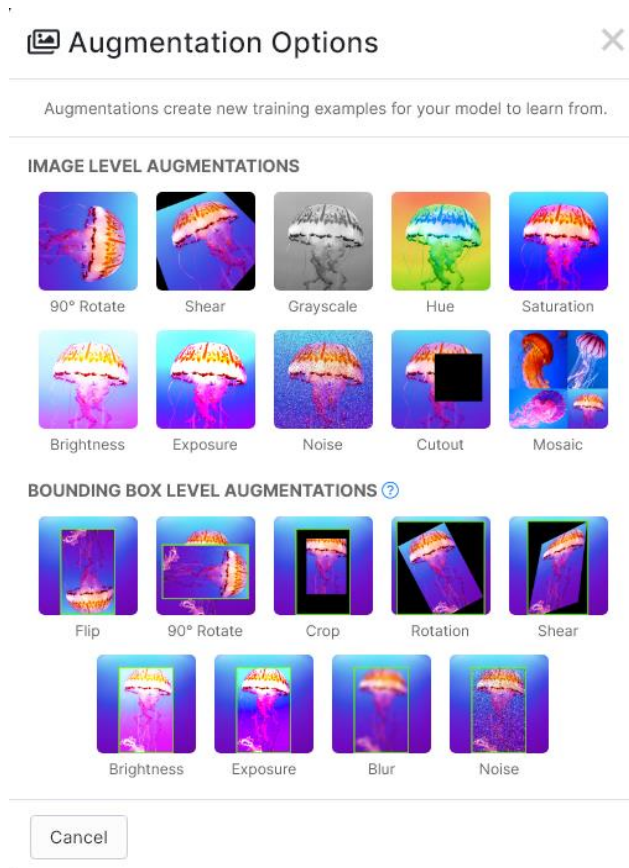 Augmentation Options
Augmentations create new training examples for your model to learn from.
IMAGE LEVEL AUGMENTATIONS
90° Rotate Shear Grayscale Hue Saturation
Brightness Exposure Noise Cutout Mosaic
BOUNDING BOX LEVEL AUGMENTATIONS ?
Flip 90° Rotate Crop Rotation Shear
Brightness Exposure Blur Noise
Cancel